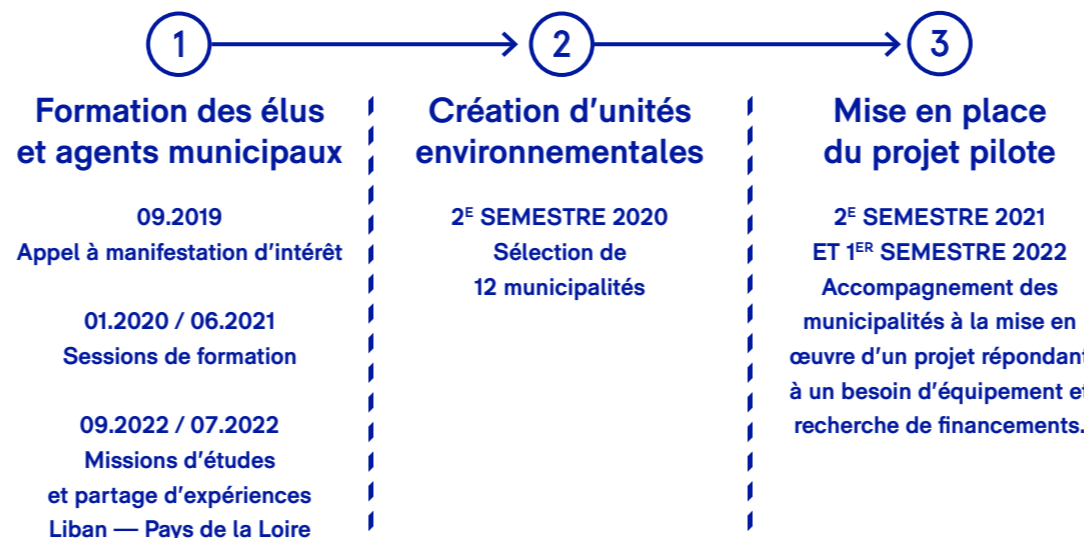 1
Formation des élus
et agents municipaux
09.2019
Appel à manifestation d'intérêt
01.2020 / 06.2021
Sessions de formation
09.2022 / 07.2022
Missions d'études
et partage d'expériences
Liban — Pays de la Loire
2
Création d'unités
environnementales
2E SEMESTRE 2020
Sélection de
12 municipalités
3
Mise en place
du projet pilote
2E SEMESTRE 2021
ET 1ER SEMESTRE 2022
Accompagnement des
municipalités à la mise en
œuvre d'un projet répondant
à un besoin d'équipement et
recherche de financements.